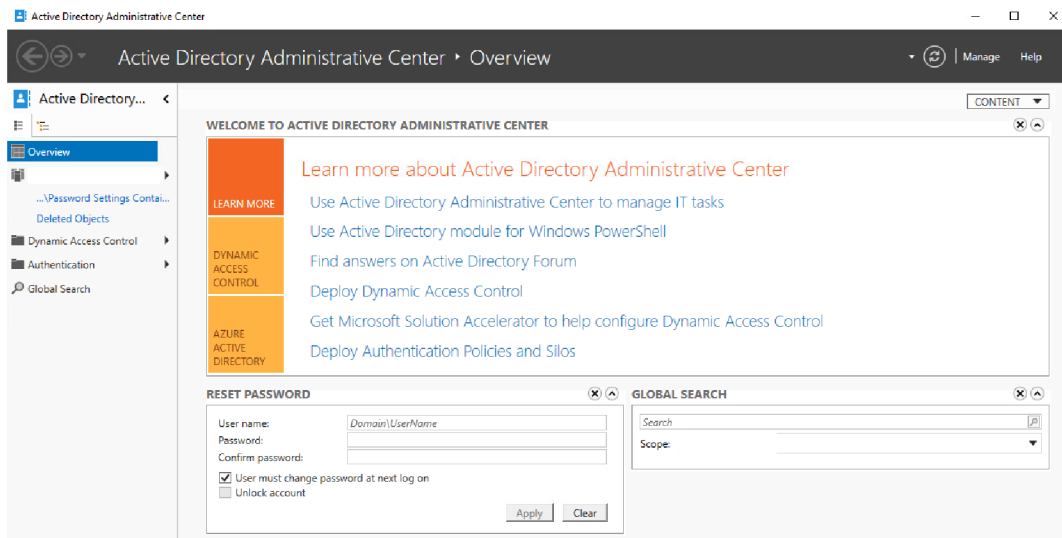 Active Directory Administrative Center
Active Directory Administrative Center • Overview
Manage
Help
Active Directory...
CONTENT
Overview
...\Password Settings Contai...
Deleted Objects
Dynamic Access Control
Authentication
Global Search
WELCOME TO ACTIVE DIRECTORY ADMINISTRATIVE CENTER
LEARN MORE
DYNAMIC
ACCESS
CONTROL
AZURE
ACTIVE
DIRECTORY
Learn more about Active Directory Administrative Center
Use Active Directory Administrative Center to manage IT tasks
Use Active Directory module for Windows PowerShell
Find answers on Active Directory Forum
Deploy Dynamic Access Control
Get Microsoft Solution Accelerator to help configure Dynamic Access Control
Deploy Authentication Policies and Silos
RESET PASSWORD
User name:
Domain\UserName
Password:
Confirm password:
User must change password at next log on
Unlock account
Apply
Clear
GLOBAL SEARCH
Search
Scope: